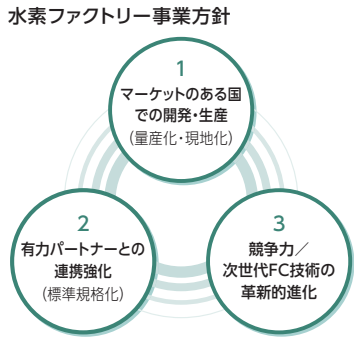 水素ファクトリー事業方針
1
マーケットのある国
での開発・生産
(量産化・現地化)
2
有力パートナーとの
連携強化
(標準規格化)
3
競争力／
次世代FC技術の
革新的進化